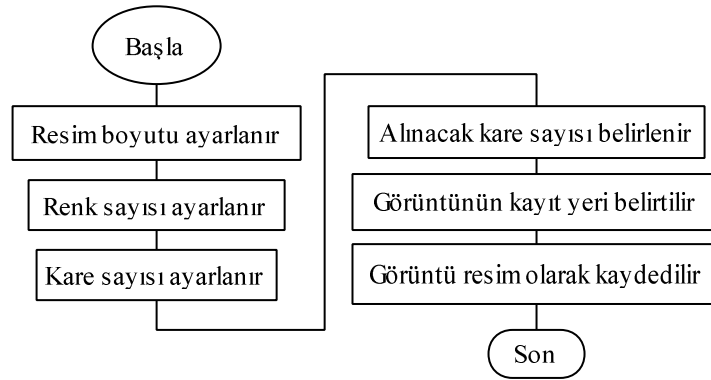 Başla
Resim boyutu ayarlanır
Renk sayısı ayarlanır
Kare sayısı ayarlanır
Alınacak kare sayısı belirlenir
Görüntünün kayıt yeri belirtilir
Görüntü resim olarak kaydedilir
Son